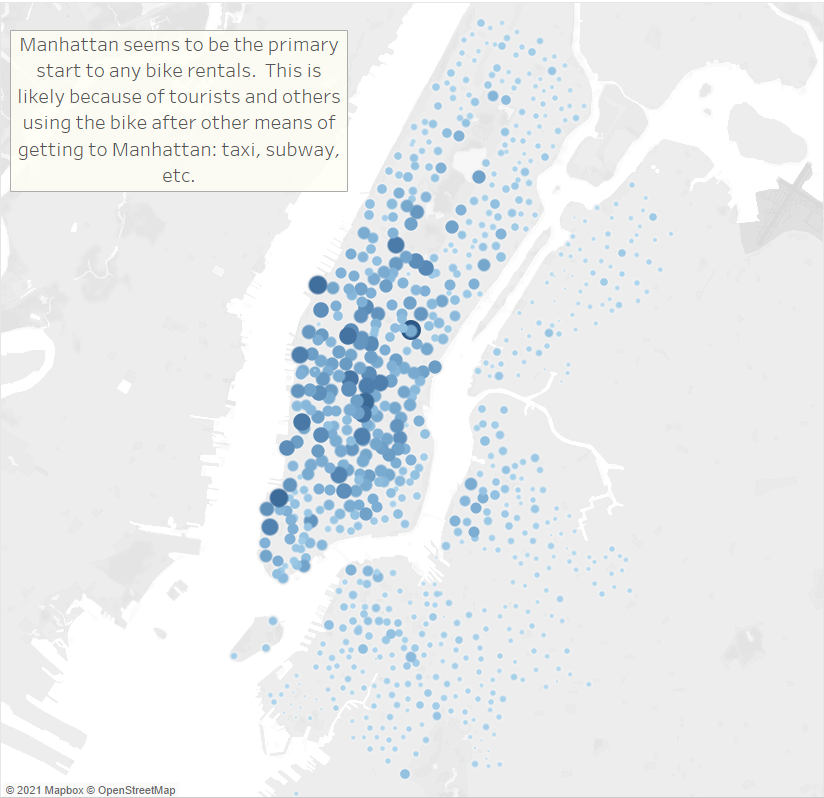 Manhattan seems to be the primary
start to any bike rentals.  This is
likely because of tourists and others
using the bike after other means of
getting to Manhattan: taxi, subway,
etc.
© 2021 Mapbox © OpenStreetMap